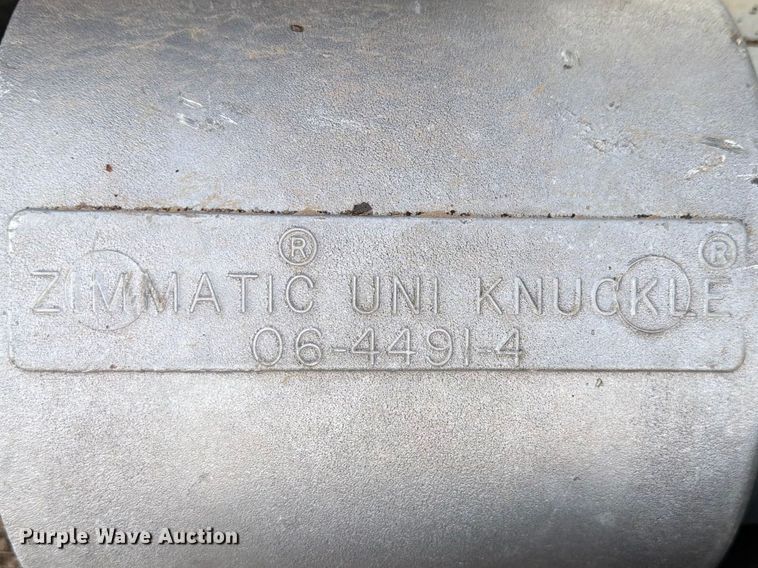 ZIMMATIC® UNI KNUCKLE®
06-4491-4
Purple Wave Auction